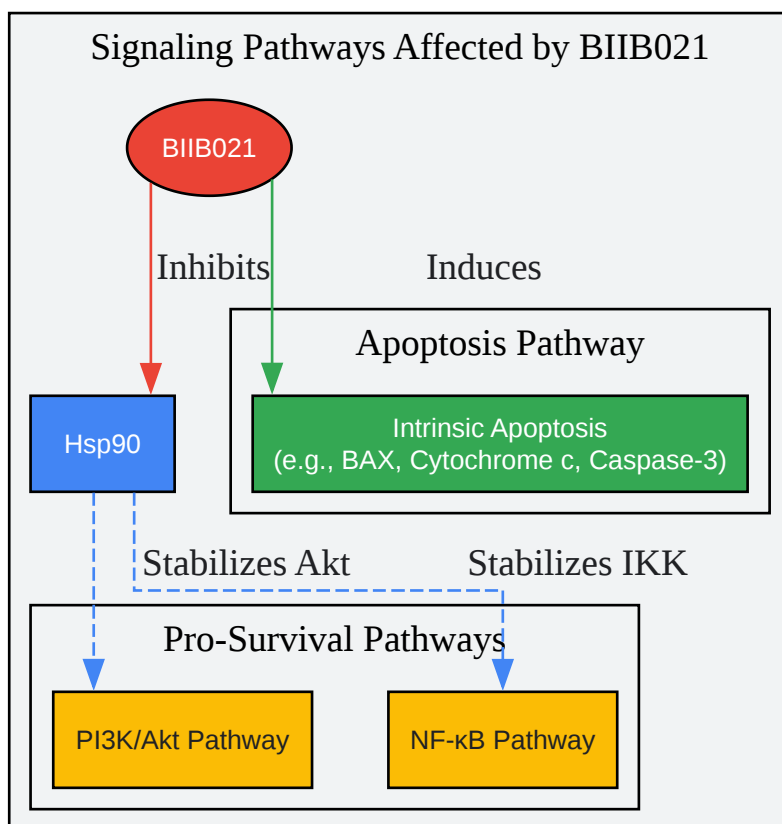 Signaling Pathways Affected by BIIB021
BIIB021
Inhibits
Induces
Apoptosis Pathway
Hsp90
Intrinsic Apoptosis
(e.g., BAX, Cytochrome c, Caspase-3)
Stabilizes Akt
Stabilizes IKK
Pro-Survival Pathways
PI3K/Akt Pathway
NF-κB Pathway